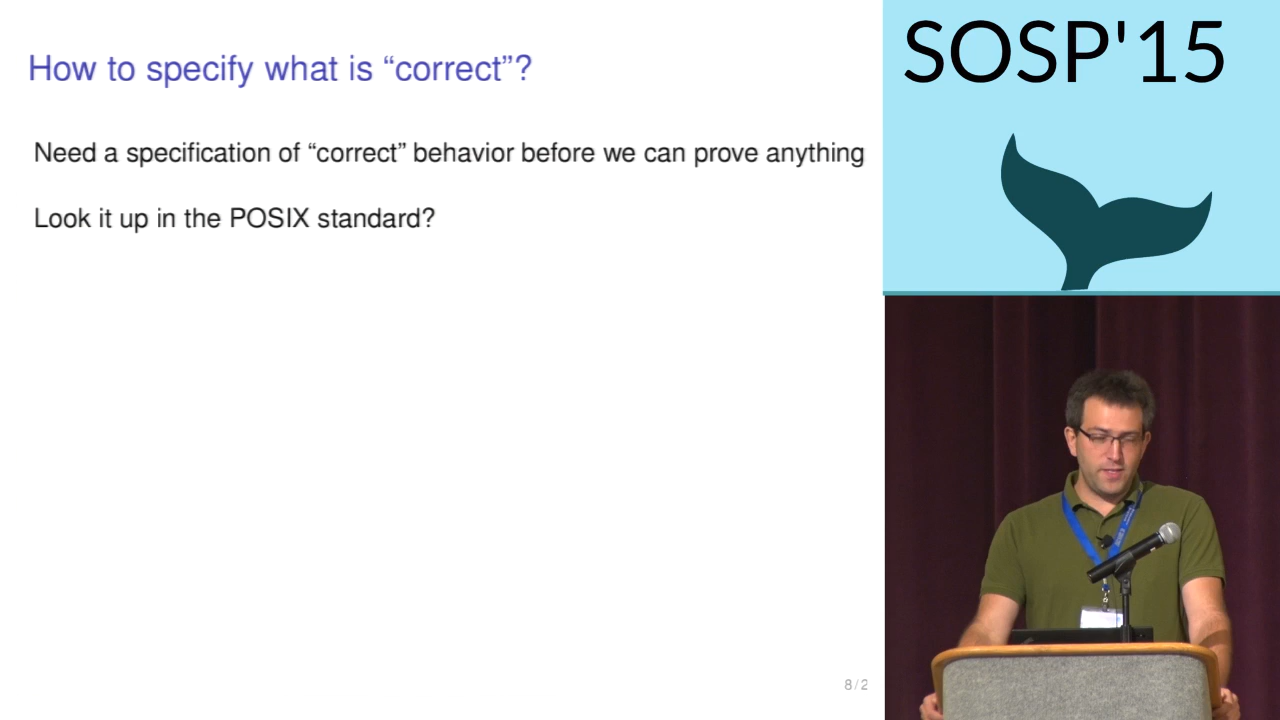 How to specify what is “correct”?
SOSP'15
Need a specification of “correct” behavior before we can prove anything
Look it up in the POSIX standard?
8 / 2